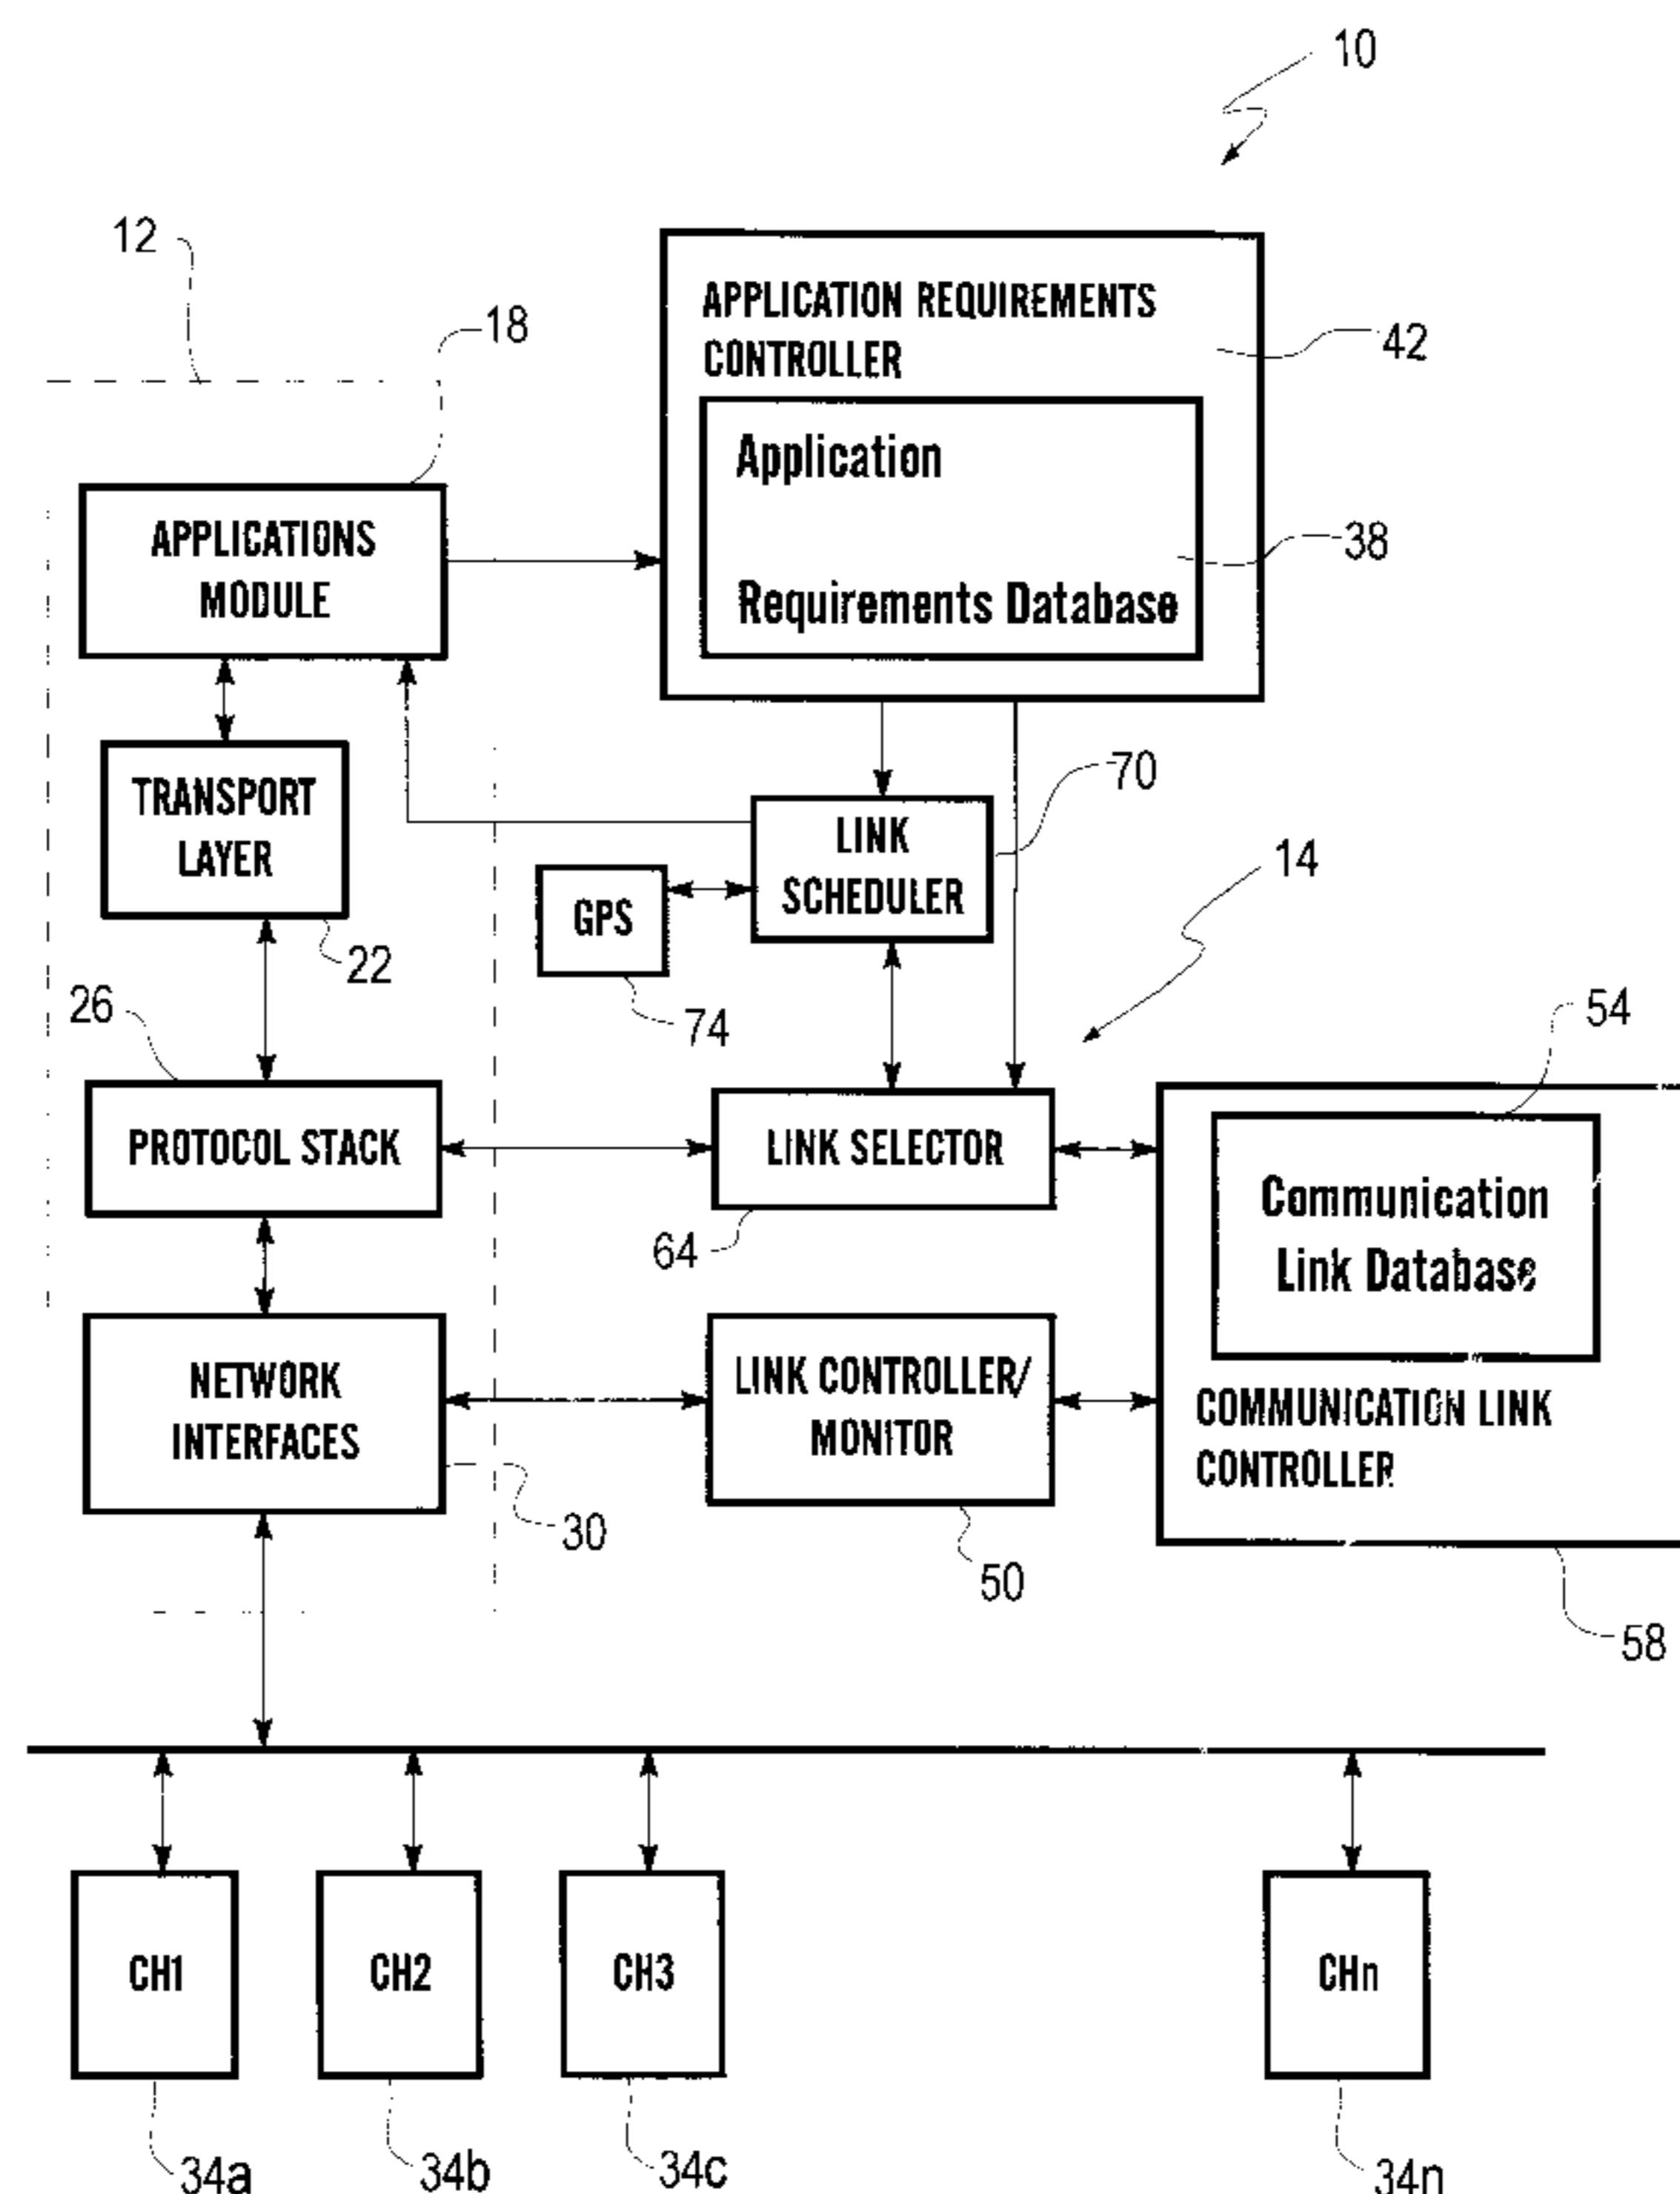 10
12
18
APPLICATION REQUIREMENTS
CONTROLLER
42
Application
38
Requirements Database
APPLICATIONS
MODULE
TRANSPORT
LAYER
22
70
LINK
SCHEDULER
GPS
74
14
26
54
PROTOCOL STACK
LINK SELECTOR
64
Communication
Link Database
COMMUNICATION LINK
CONTROLLER
58
NETWORK
INTERFACES
30
LINK CONTROLLER/
MONITOR
50
CH1
CH2
CH3
CHn
34a
34b
34c
34n